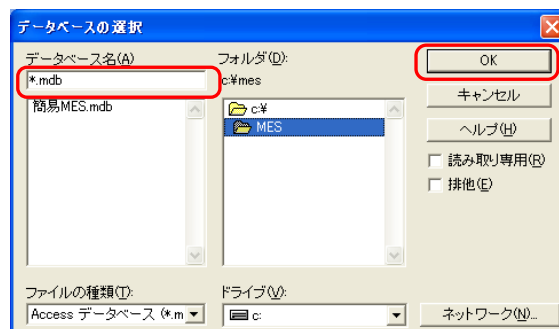 データベースの選択
データベース名(A)
*.mdb
簡易MES.mdb
ファイルの種類(T):
Access データベース (*.m
フォルダ(D):
c:¥mes
c:¥
MES
ドライブ(V):
c:
OK
キャンセル
ヘルプ(H)
読み取り専用(R)
排他(E)
ネットワーク(N)...